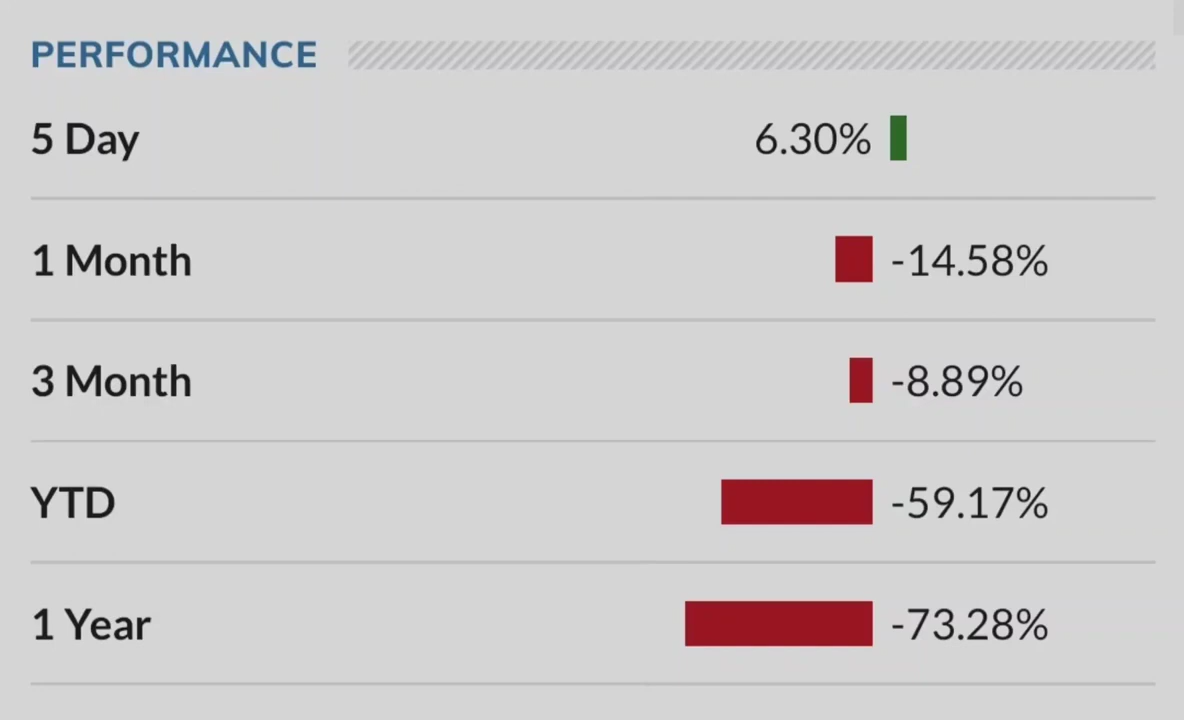 PERFORMANCE
5 Day 6.30%
1 Month -14.58%
3 Month -8.89%
YTD -59.17%
1 Year -73.28%